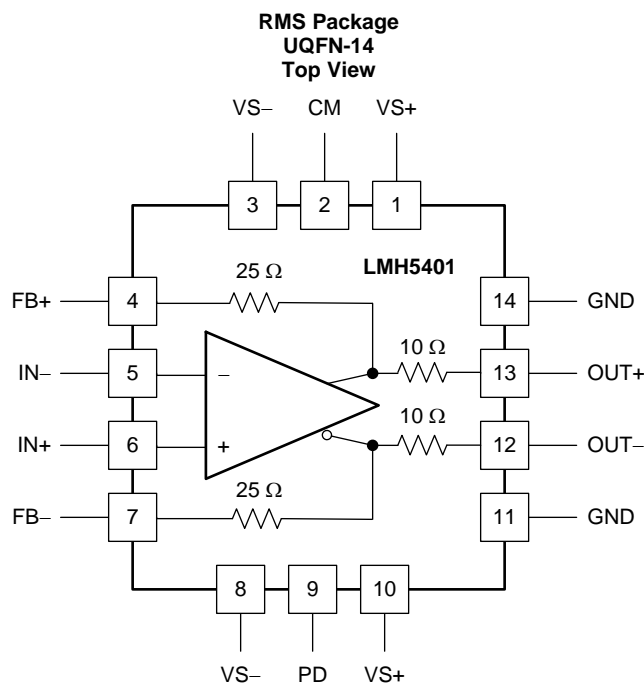 RMS Package
UQFN-14
Top View
VS− CM VS+
3 2 1
25 Ω LMH5401
FB+ 4 14 GND
10 Ω
IN− 5 − 13 OUT+
10 Ω
IN+ 6 + 12 OUT−
25 Ω
FB− 7 11 GND
8 9 10
VS− PD VS+